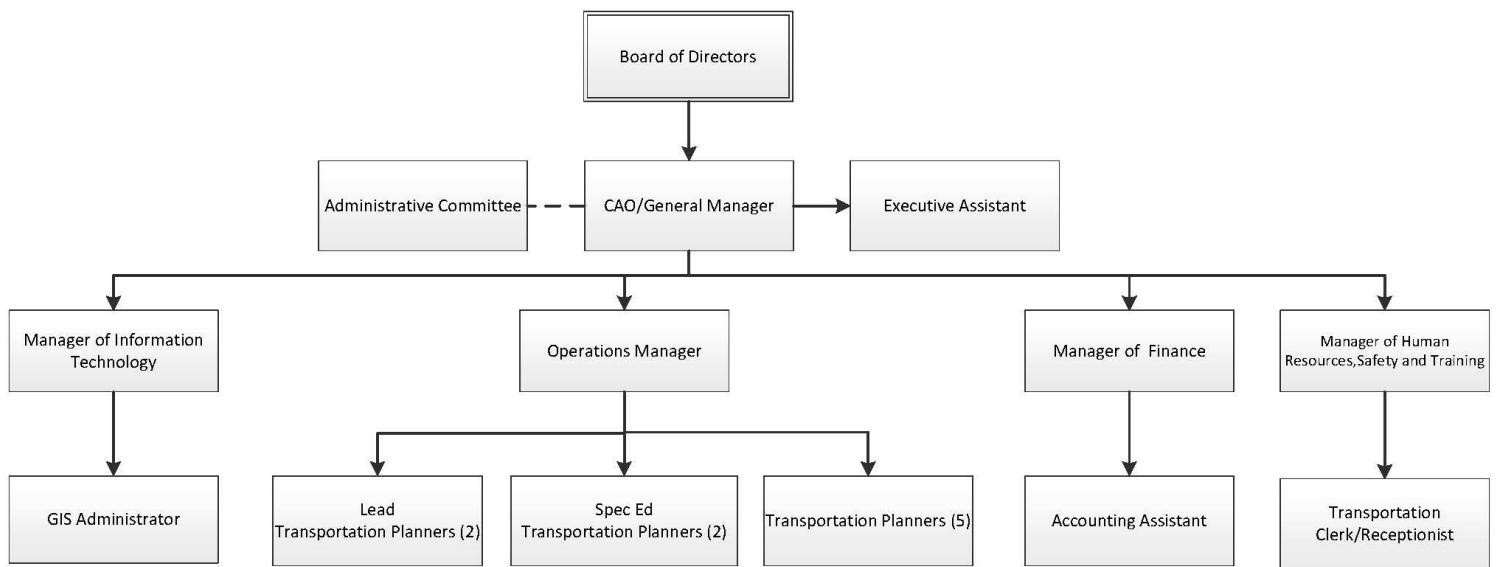 Board of Directors
Administrative Committee
CAO/General Manager
Executive Assistant
Manager of Information
Technology
Operations Manager
Manager of  Finance
Manager of Human
Resources,Safety and Training
GIS Administrator
Lead
Transportation Planners (2)
Spec Ed
Transportation Planners (2)
Transportation Planners (5)
Accounting Assistant
Transportation
Clerk/Receptionist